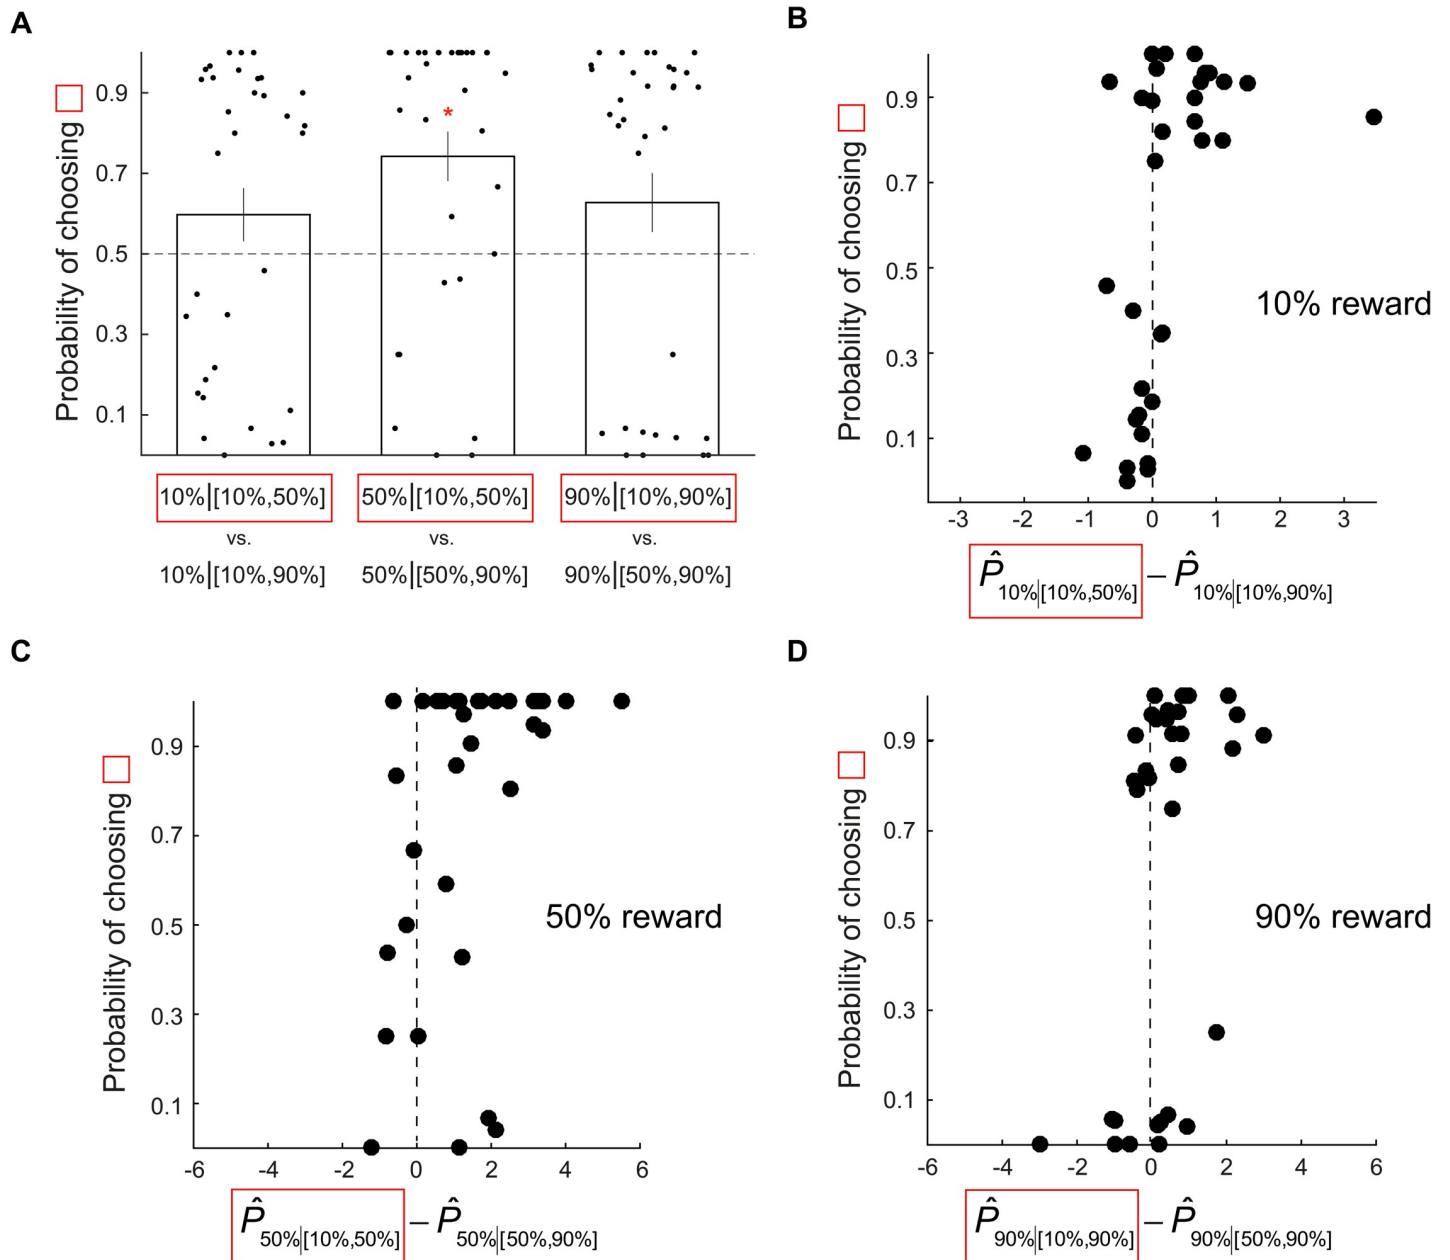 A
Probability of choosing
0.9
0.7
0.5
0.3
0.1
*
10%|[10%,50%]
vs.
10%|[10%,90%]
50%|[10%,50%]
vs.
50%|[50%,90%]
90%|[10%,90%]
vs.
90%|[50%,90%]
B
Probability of choosing
0.9
0.7
0.5
0.3
0.1
10% reward
-3 -2 -1 0 1 2 3
P̂10%|[10%,50%] – P̂10%|[10%,90%]
C
Probability of choosing
0.9
0.7
0.5
0.3
0.1
50% reward
-6 -4 -2 0 2 4 6
P̂50%|[10%,50%] – P̂50%|[50%,90%]
D
Probability of choosing
0.9
0.7
0.5
0.3
0.1
90% reward
-6 -4 -2 0 2 4 6
P̂90%|[10%,90%] – P̂90%|[50%,90%]